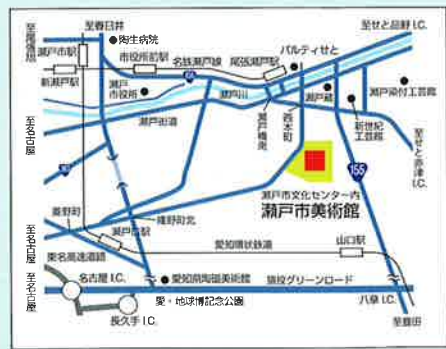 至春日井
至せと品野 I.C.
至尾張旭
陶生病院
瀬戸市駅
市役所前駅
名鉄瀬戸線
尾張瀬戸駅
パルティせと
新瀬戸駅
瀬戸
市役所
瀬戸川
瀬戸蔵
瀬戸染付工芸館
至名古屋
瀬戸街道
瀬戸橋南
西本町
新世紀
工芸館
至せと赤津 I.C.
155
瀬戸市文化センター内
瀬戸市美術館
菱野町
隆野町北
瀬戸口駅
至名古屋
東名高速道路
愛知環状鉄道
山口駅
至名古屋
名古屋 I.C.
愛知県陶磁美術館
猿投グリーンロード
愛・地球博記念公園
八草 I.C.
長久手 I.C.
至豊田